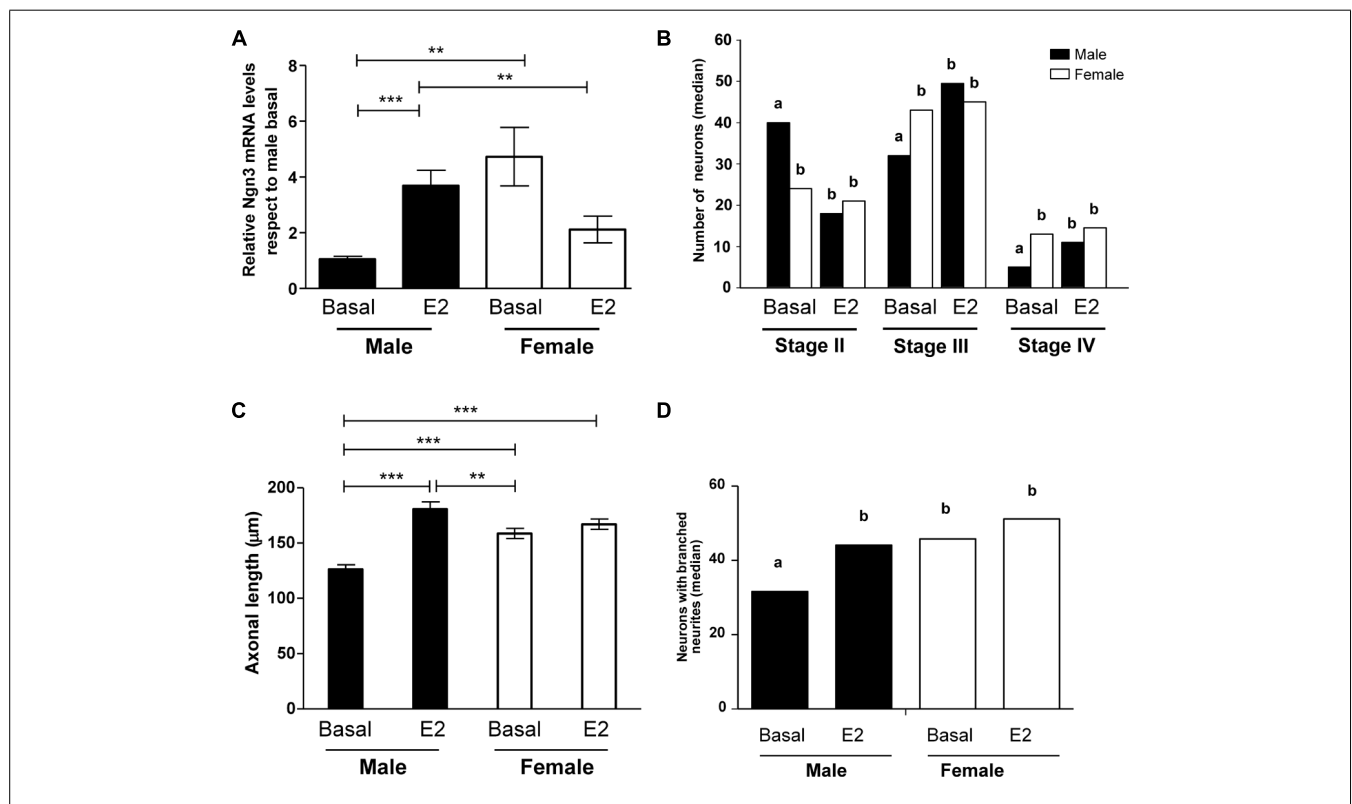 A
**
**
***
Relative Ngn3 mRNA levels
respect to male basal
8
6
4
2
0
Basal E2 Basal E2
Male Female
B
Number of neurons (median)
60
50
40
30
20
10
0
Male
Female
a b b b
a b b b
a b b b
Basal E2 Basal E2 Basal E2
Stage II Stage III Stage IV
C
***
***
*** **
Axonal length (μm)
200
150
100
50
0
Basal E2 Basal E2
Male Female
D
Neurons with branched
neurites (median)
60
40
20
0
a b b b
Basal E2 Basal E2
Male Female